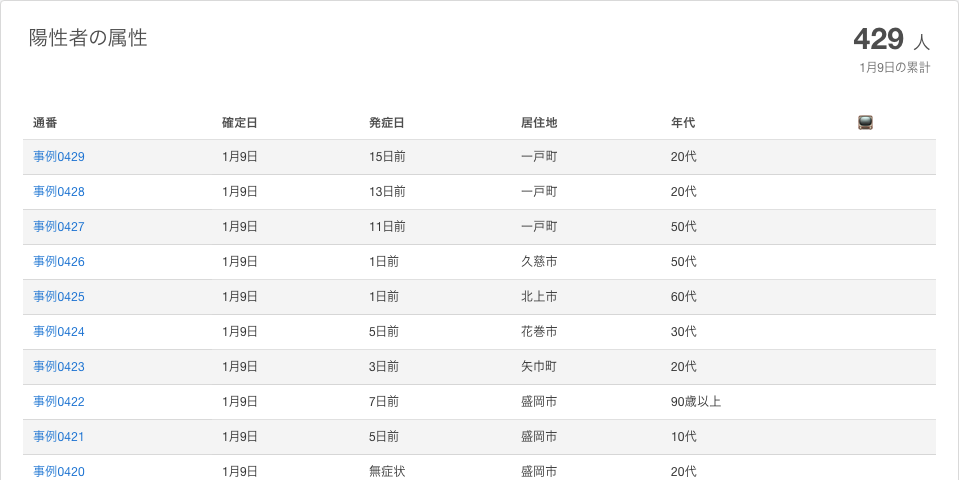 陽性者の属性
429 人
1月9日の累計
通番 確定日 発症日 居住地 年代
事例0429 1月9日 15日前 一戸町 20代
事例0428 1月9日 13日前 一戸町 20代
事例0427 1月9日 11日前 一戸町 50代
事例0426 1月9日 1日前 久慈市 50代
事例0425 1月9日 1日前 北上市 60代
事例0424 1月9日 5日前 花巻市 30代
事例0423 1月9日 3日前 矢巾町 20代
事例0422 1月9日 7日前 盛岡市 90歳以上
事例0421 1月9日 5日前 盛岡市 10代
事例0420 1月9日 無症状 盛岡市 20代